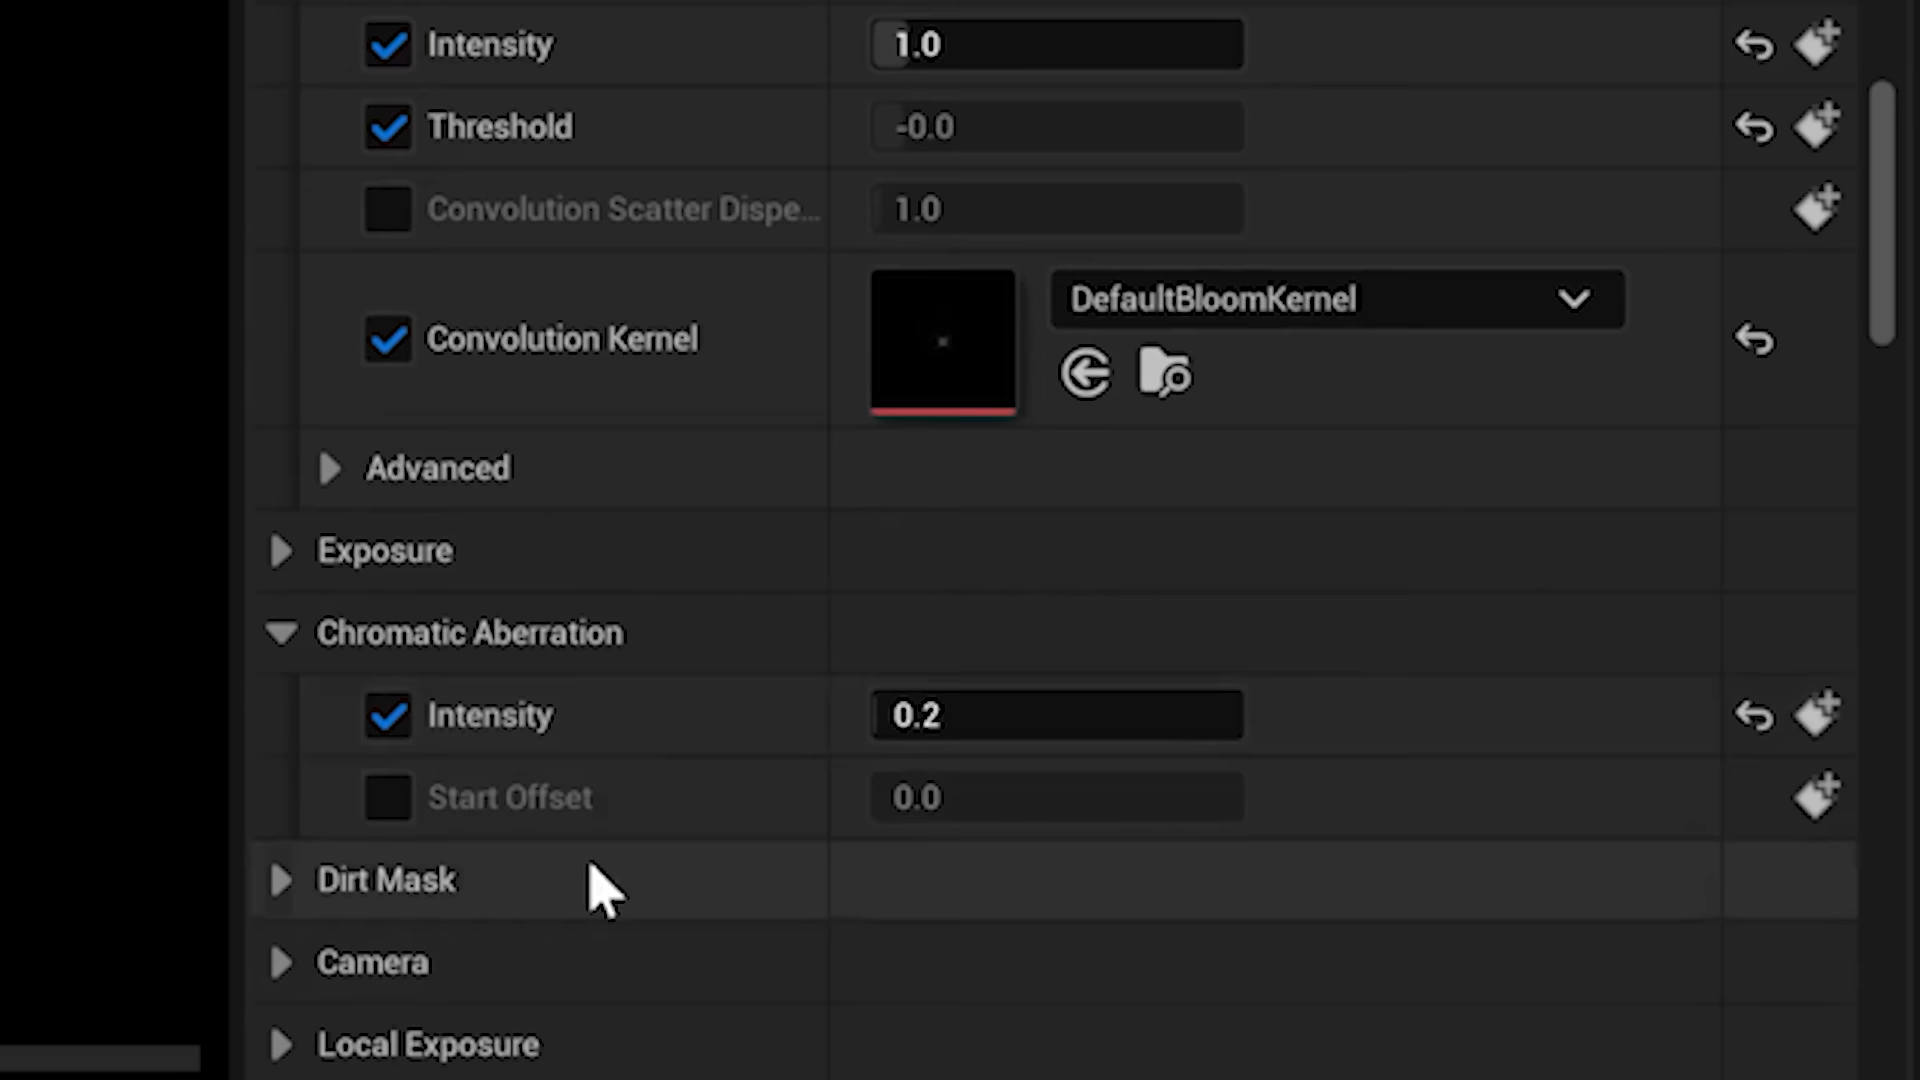 Intensity 1.0
Threshold -0.0
Convolution Scatter Dispe... 1.0
DefaultBloomKernel
Convolution Kernel
Advanced
Exposure
Chromatic Aberration
Intensity 0.2
Start Offset 0.0
Dirt Mask
Camera
Local Exposure